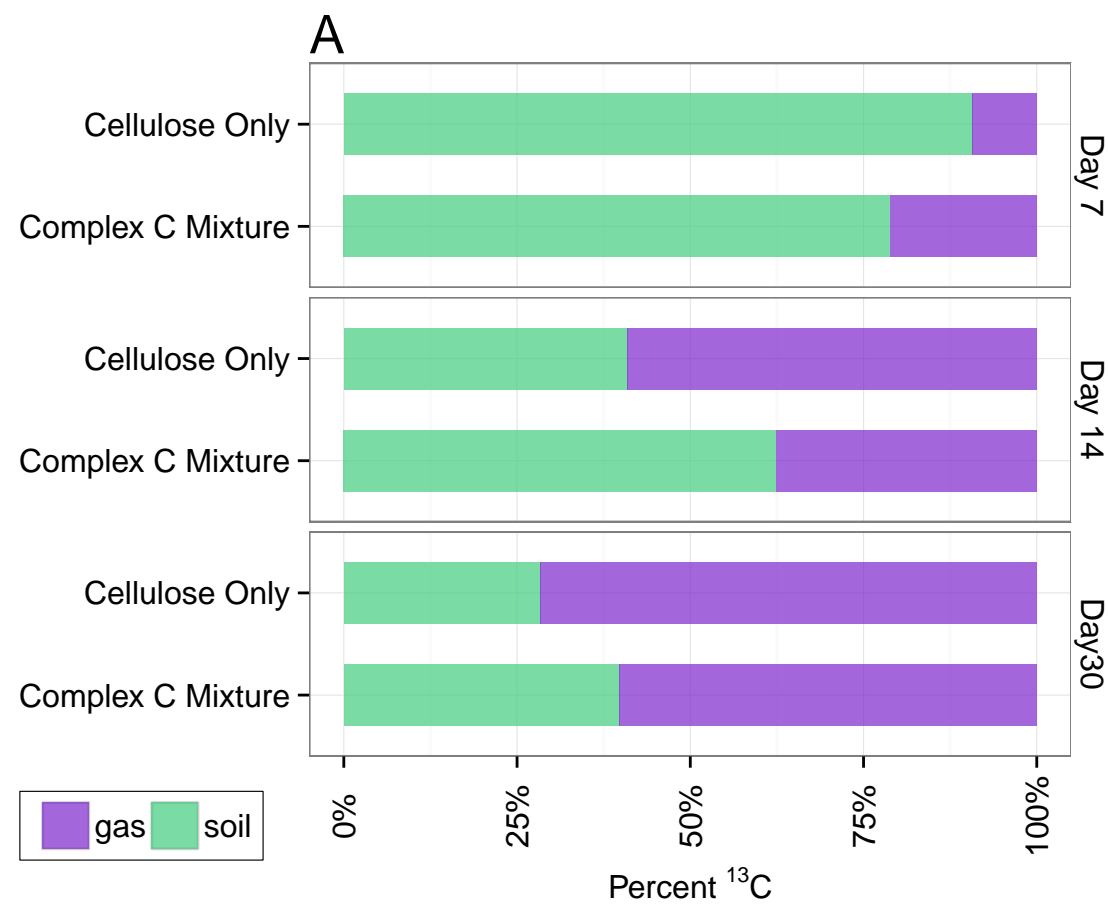 A
Cellulose Only
Complex C Mixture
Day 7
Cellulose Only
Complex C Mixture
Day 14
Cellulose Only
Complex C Mixture
Day30
0%
25%
50%
75%
100%
gas soil
Percent ¹³C